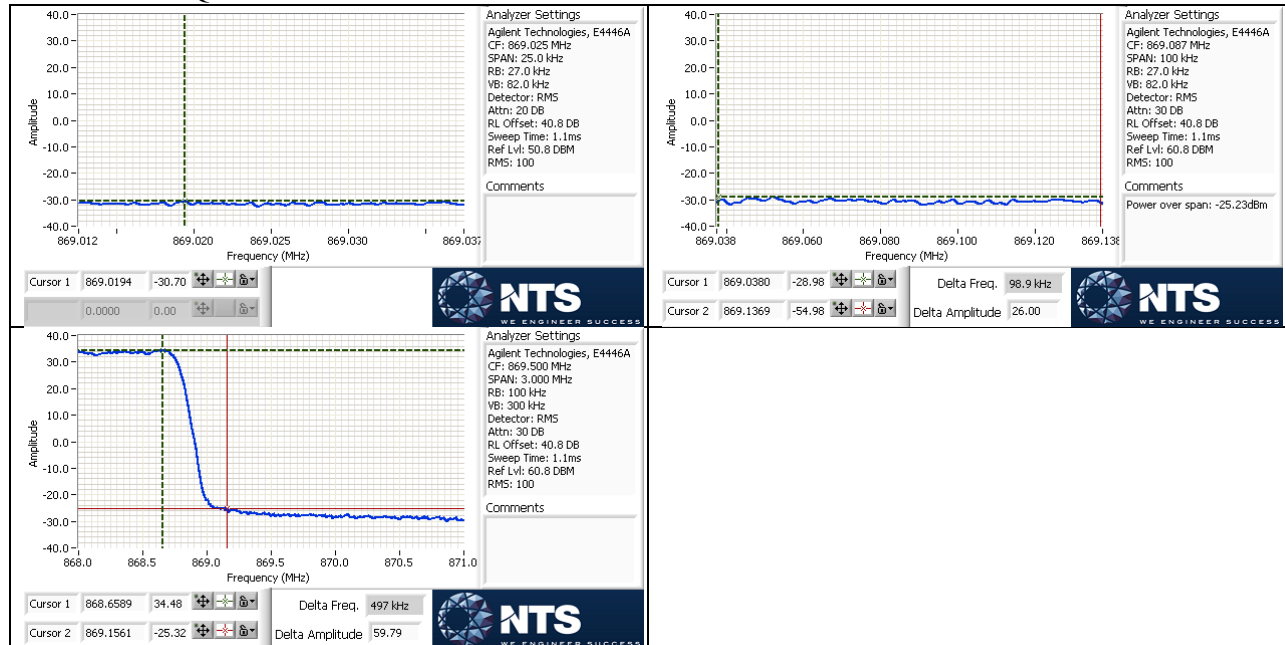 40.0
30.0
20.0
10.0
0.0
-10.0
-20.0
-30.0
-40.0
Amplitude
869.012 869.020 869.025 869.030 869.037
Frequency (MHz)
Analyzer Settings
Agilent Technologies, E4446A
CF: 869.025 MHz
SPAN: 25.0 kHz
RB: 27.0 kHz
VB: 82.0 kHz
Detector: RMS
Attn: 20 DB
RL Offset: 40.8 DB
Sweep Time: 1.1ms
Ref Lvl: 50.8 DBM
RMS: 100
Comments
Cursor 1 869.0194 -30.70
0.0000 0.00
NTS
WE ENGINEER SUCCESS
40.0
30.0
20.0
10.0
0.0
-10.0
-20.0
-30.0
-40.0
Amplitude
869.038 869.060 869.080 869.100 869.120 869.138
Frequency (MHz)
Analyzer Settings
Agilent Technologies, E4446A
CF: 869.087 MHz
SPAN: 100 kHz
RB: 27.0 kHz
VB: 82.0 kHz
Detector: RMS
Attn: 30 DB
RL Offset: 40.8 DB
Sweep Time: 1.1ms
Ref Lvl: 60.8 DBM
RMS: 100
Comments
Power over span: -25.23dBm
Cursor 1 869.0380 -28.98
Delta Freq. 98.9 kHz
Cursor 2 869.1369 -54.98
Delta Amplitude 26.00
NTS
WE ENGINEER SUCCESS
40.0
30.0
20.0
10.0
0.0
-10.0
-20.0
-30.0
-40.0
Amplitude
868.0 868.5 869.0 869.5 870.0 870.5 871.0
Frequency (MHz)
Analyzer Settings
Agilent Technologies, E4446A
CF: 869.500 MHz
SPAN: 3.000 MHz
RB: 100 kHz
VB: 300 kHz
Detector: RMS
Attn: 30 DB
RL Offset: 40.8 DB
Sweep Time: 1.1ms
Ref Lvl: 60.8 DBM
RMS: 100
Comments
Cursor 1 868.6589 34.48
Delta Freq. 497 kHz
Cursor 2 869.1561 -25.32
Delta Amplitude 59.79
NTS
WE ENGINEER SUCCESS